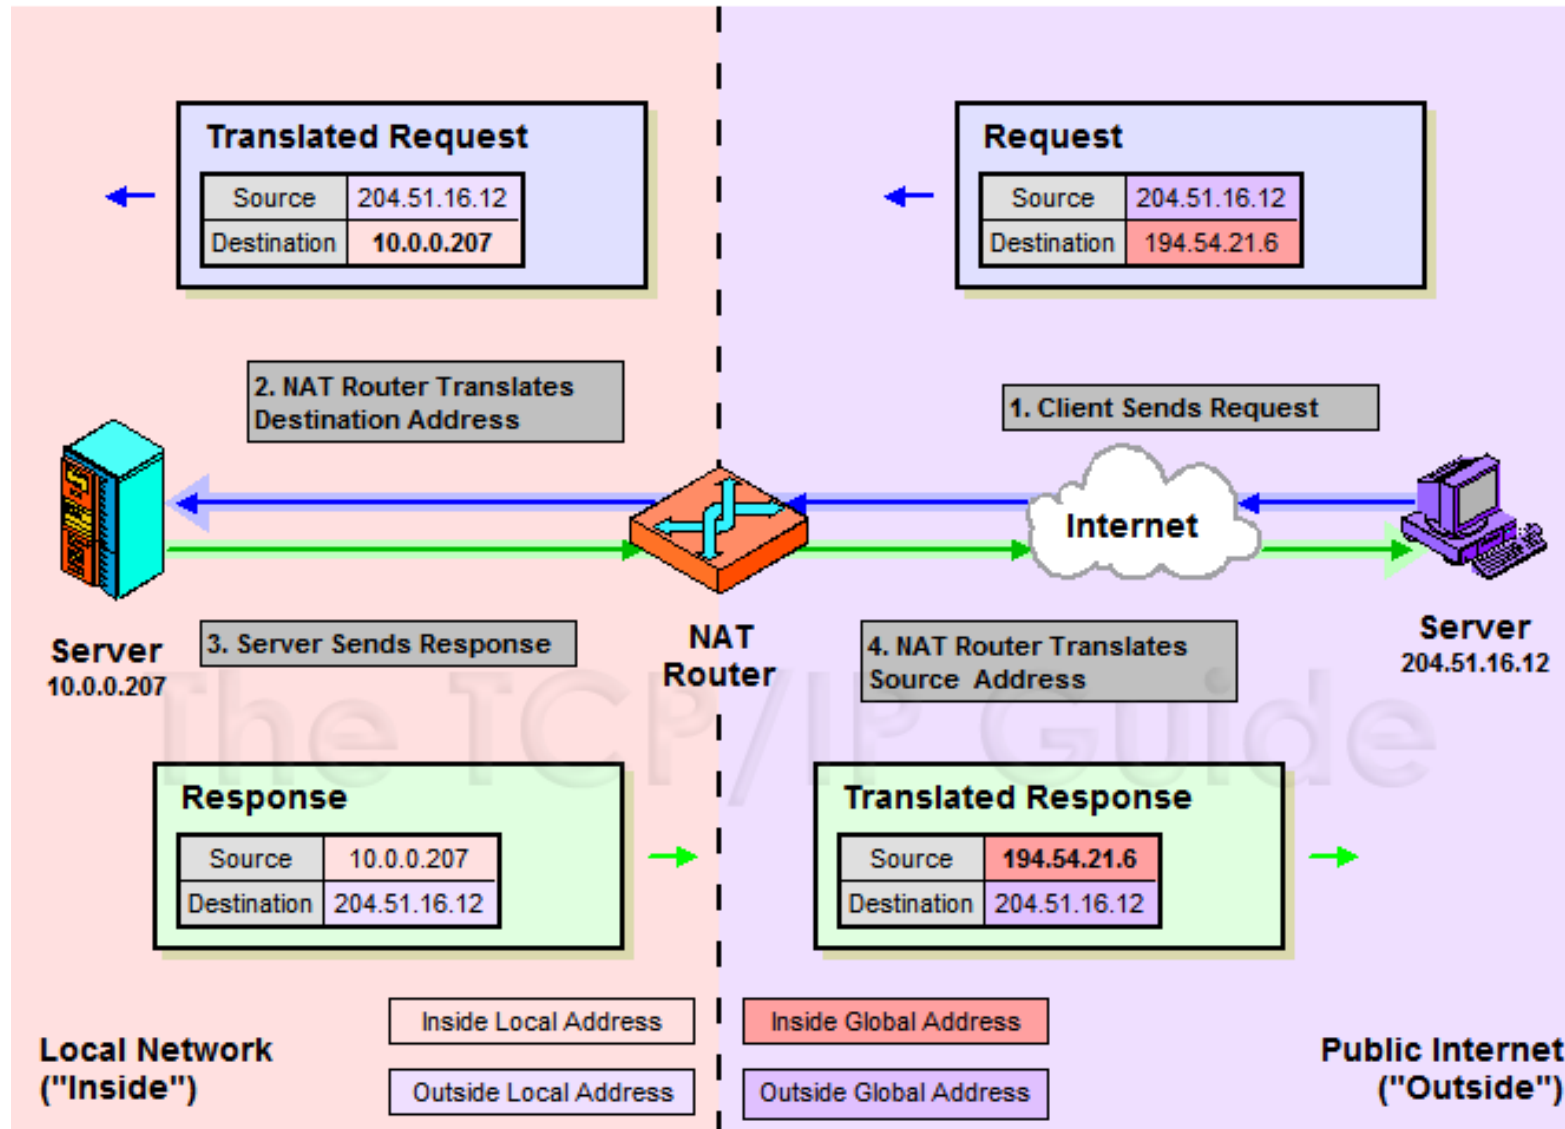 Translated Request
Source 204.51.16.12
Destination 10.0.0.207
Request
Source 204.51.16.12
Destination 194.54.21.6
2. NAT Router Translates
Destination Address
1. Client Sends Request
Internet
Server
10.0.0.207
3. Server Sends Response
NAT
Router
4. NAT Router Translates
Source Address
Server
204.51.16.12
The TCP/IP Guide
Response
Source 10.0.0.207
Destination 204.51.16.12
Translated Response
Source 194.54.21.6
Destination 204.51.16.12
Local Network
("Inside")
Inside Local Address
Inside Global Address
Outside Local Address
Outside Global Address
Public Internet
("Outside")